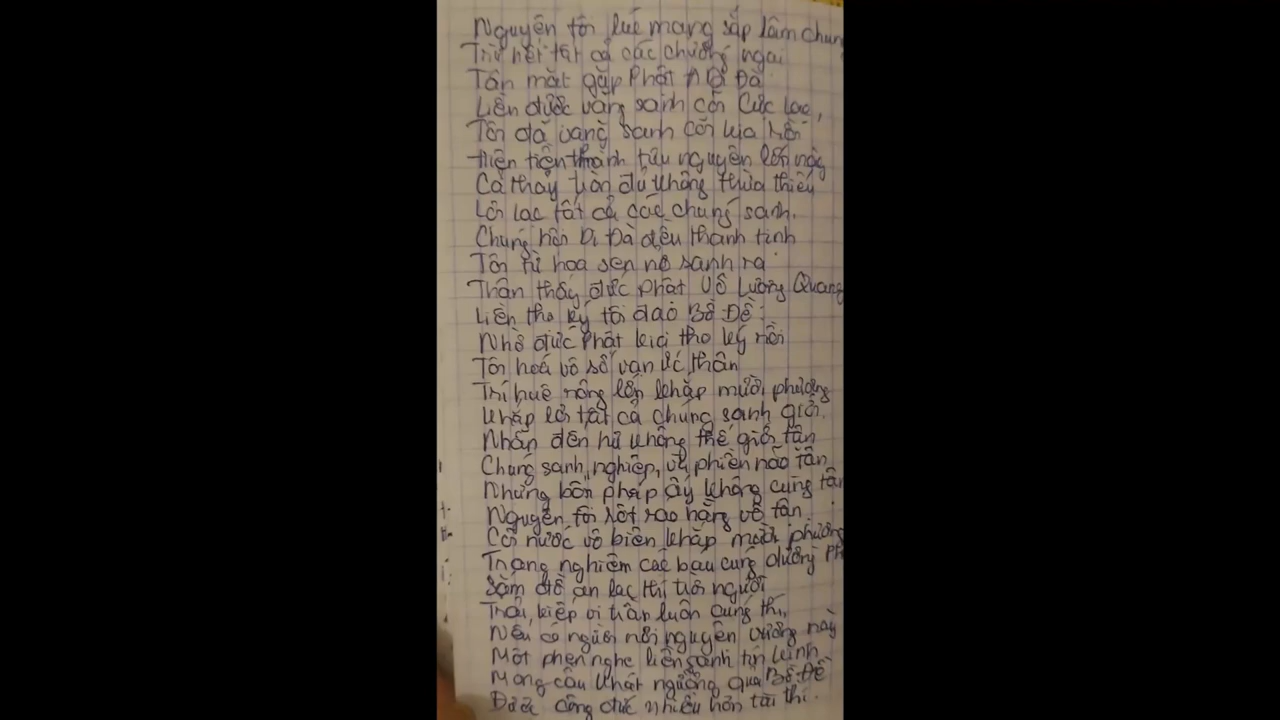 Nguyện tôi lúc mạng sắp lâm chung
Trừ hết tất cả các chướng ngại
Tận mặt gặp Phật A Di Đà
Liền được vãng sanh cõi Cực Lạc,
Tôi đã vãng sanh cõi kia rồi
Hiện tiền thành tựu nguyện lớn này
Cả thảy tròn đủ không thừa thiếu
Lợi lạc tất cả các chúng sanh.
Chúng hội Di Đà đều thanh tịnh
Tôi từ hoa sen nở sanh ra
Thân thấy đức Phật Vô Lượng Quang
Liền thọ ký tôi đạo Bồ Đề.
Nhờ đức Phật kia thọ ký rồi
Tôi hoá vô số vạn ức thân
Trí huệ rộng lớn khắp mười phương
Khắp lợi tất cả chúng sanh giới.
Nhẫn đến hư không thế giới tận
Chúng sanh, nghiệp, và phiền não tận
Nhưng bốn pháp ấy không cùng tận
Nguyện tôi rốt ráo hằng vô tận.
Cõi nước vô biên khắp mười phương
Trang nghiêm các báu cúng dường Ph
Sắm đồ an lạc thí trời người
Trải kiếp vi trần luôn cúng thí,
Nếu có người nơi nguyện vương này
Một phen nghe liền sanh tín kính
Mong cầu khát ngưỡng quả Bồ Đề
Được công đức nhiều hơn tài thí.